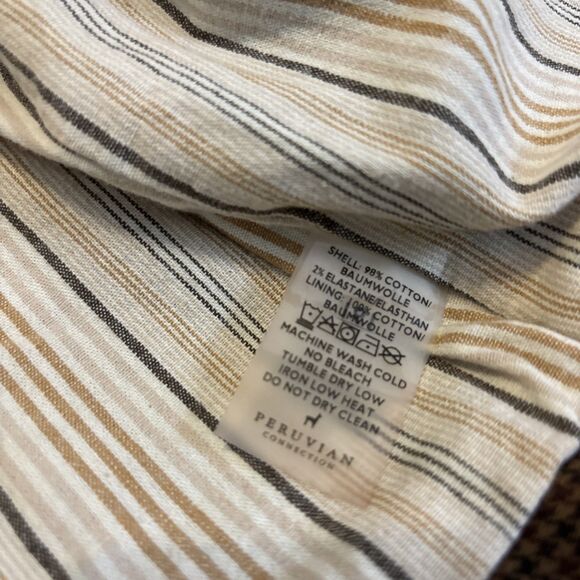 SHELL: 98% COTTON/
BAUMWOLLE
2% ELASTANE/ELASTHAN
LINING: 100% COTTON/
BAUMWOLLE
MACHINE WASH COLD
NO BLEACH
TUMBLE DRY LOW
IRON LOW HEAT
DO NOT DRY CLEAN
PERUVIAN
CONNECTION